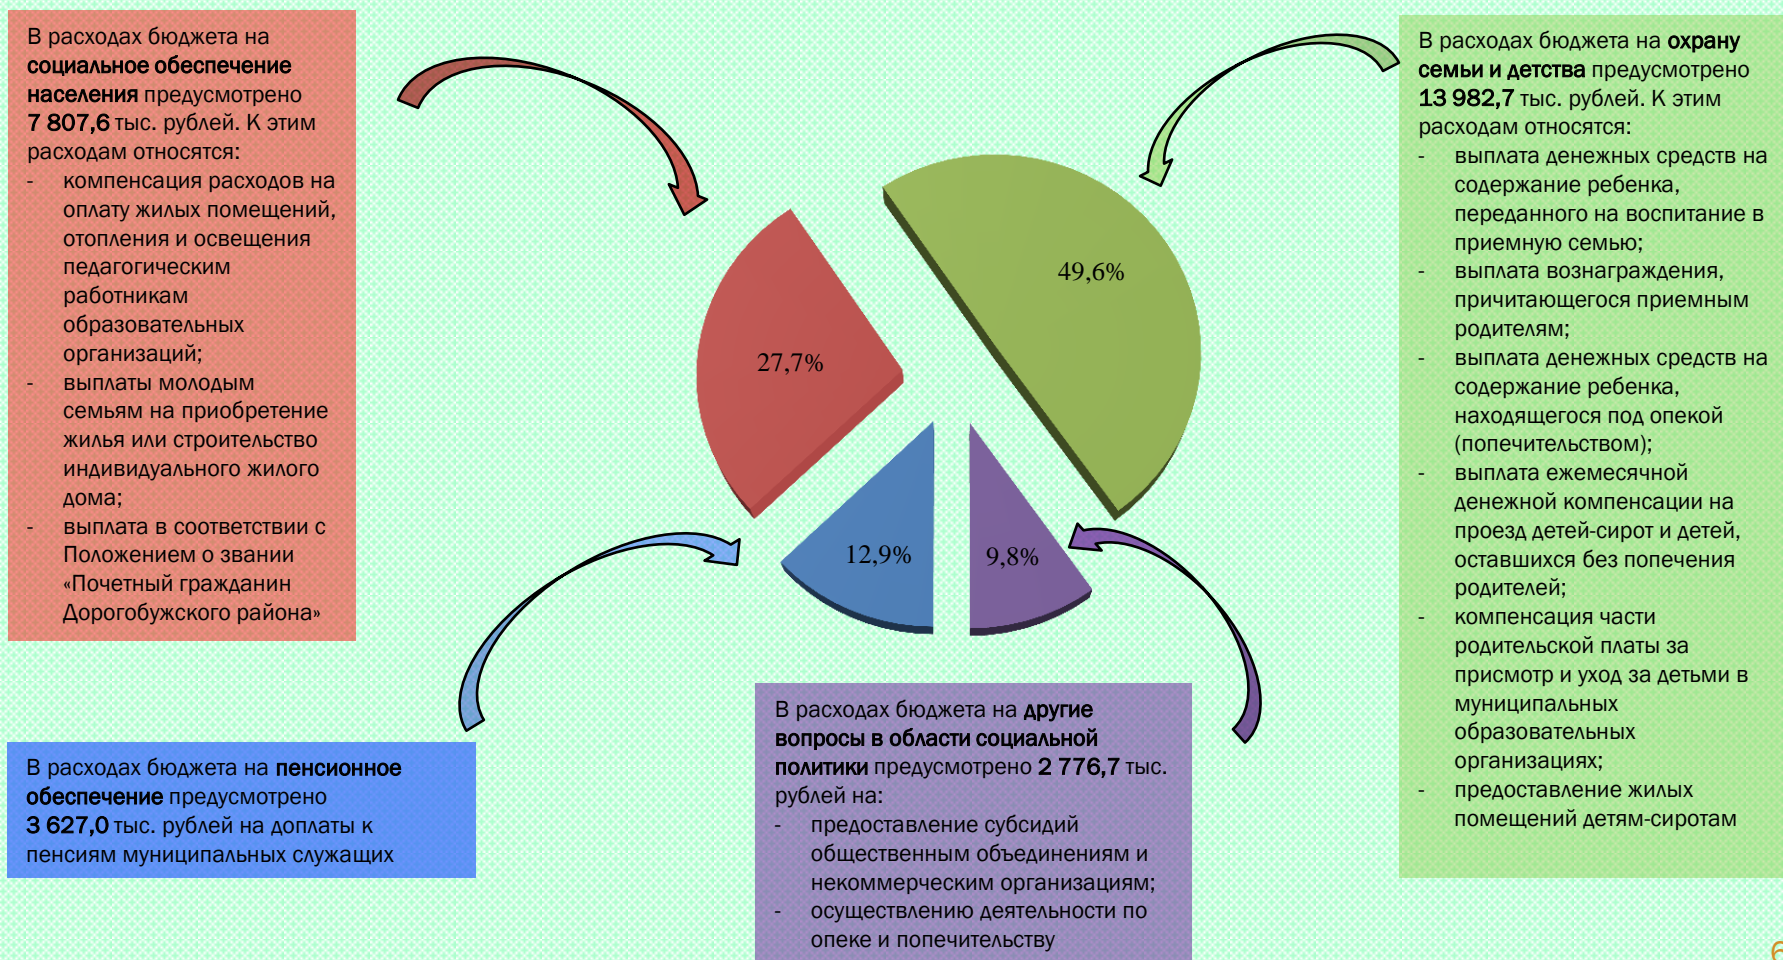 В расходах бюджета на
социальное обеспечение
населения предусмотрено
7 807,6 тыс. рублей. К этим
расходам относятся:
- компенсация расходов на
оплату жилых помещений,
отопления и освещения
педагогическим
работникам
образовательных
организаций;
- выплаты молодым
семьям на приобретение
жилья или строительство
индивидуального жилого
дома;
- выплата в соответствии с
Положением о звании
«Почетный гражданин
Дорогобужского района»
49,6%
27,7%
12,9%
9,8%
В расходах бюджета на охрану
семьи и детства предусмотрено
13 982,7 тыс. рублей. К этим
расходам относятся:
- выплата денежных средств на
содержание ребенка,
переданного на воспитание в
приемную семью;
- выплата вознаграждения,
причитающегося приемным
родителям;
- выплата денежных средств на
содержание ребенка,
находящегося под опекой
(попечительством);
- выплата ежемесячной
денежной компенсации на
проезд детей-сирот и детей,
оставшихся без попечения
родителей;
- компенсация части
родительской платы за
присмотр и уход за детьми в
муниципальных
образовательных
организациях;
- предоставление жилых
помещений детям-сиротам
В расходах бюджета на пенсионное
обеспечение предусмотрено
3 627,0 тыс. рублей на доплаты к
пенсиям муниципальных служащих
В расходах бюджета на другие
вопросы в области социальной
политики предусмотрено 2 776,7 тыс.
рублей на:
- предоставление субсидий
общественным объединениям и
некоммерческим организациям;
- осуществлению деятельности по
опеке и попечительству